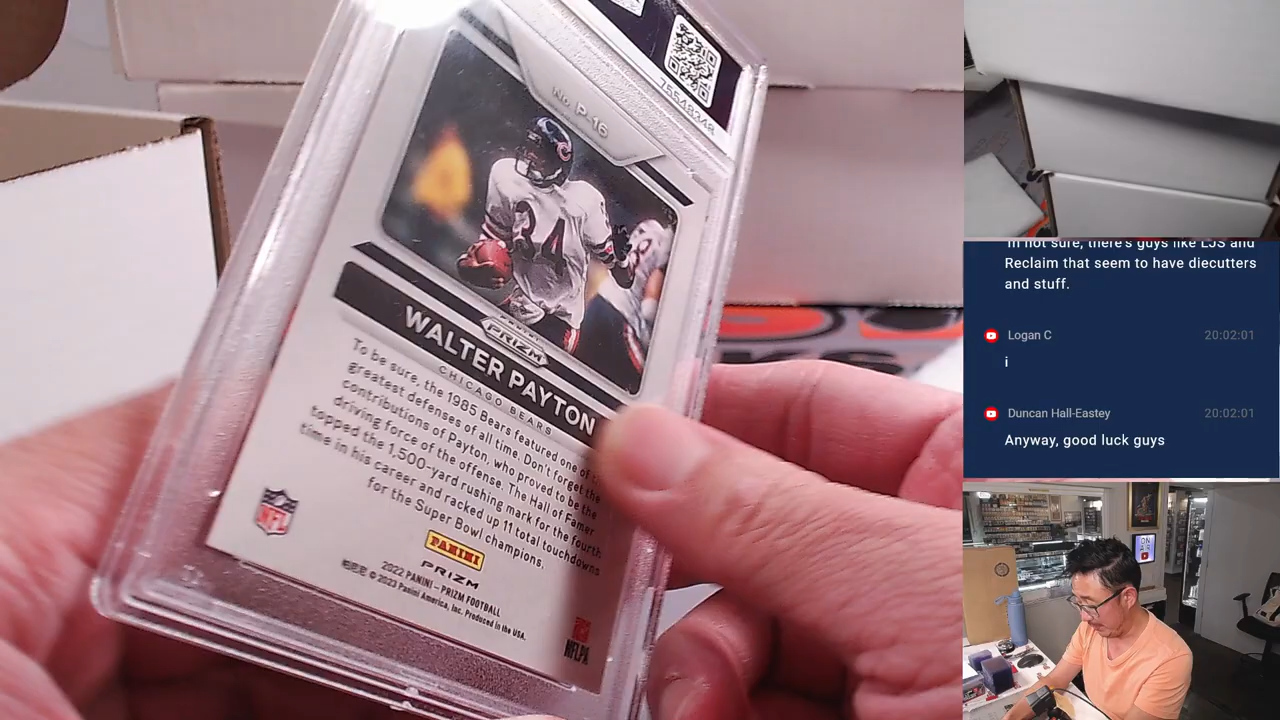 75548348
No. P-16
C
34
PANINI
PRIZM
WALTER PAYTON
CHICAGO BEARS
To be sure, the 1985 Bears featured one of
greatest defenses of all time. Don't forget the
contributions of Payton, who proved to be the
driving force of the offense. The Hall of Famer
topped the 1,500-yard rushing mark for the fourth
time in his career and racked up 11 total touchdowns
for the Super Bowl champions.
NFL
PANINI
PRIZM
2022 PANINI – PRIZM FOOTBALL
© 2023 Panini America, Inc. Produced in the USA.
NFLPA
I'm not sure, there's guys like LJS and
Reclaim that seem to have diecutters
and stuff.
Logan C 20:02:01
i
Duncan Hall-Eastey 20:02:01
Anyway, good luck guys
ON